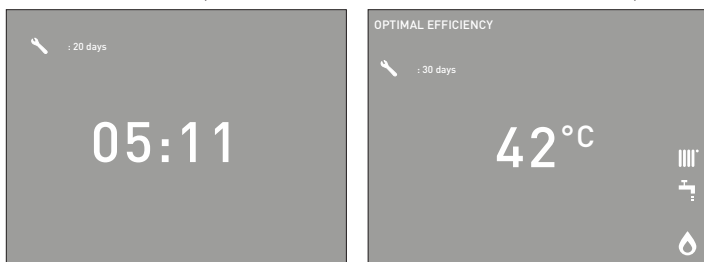 : 20 days
05:11
OPTIMAL EFFICIENCY
: 30 days
42°C